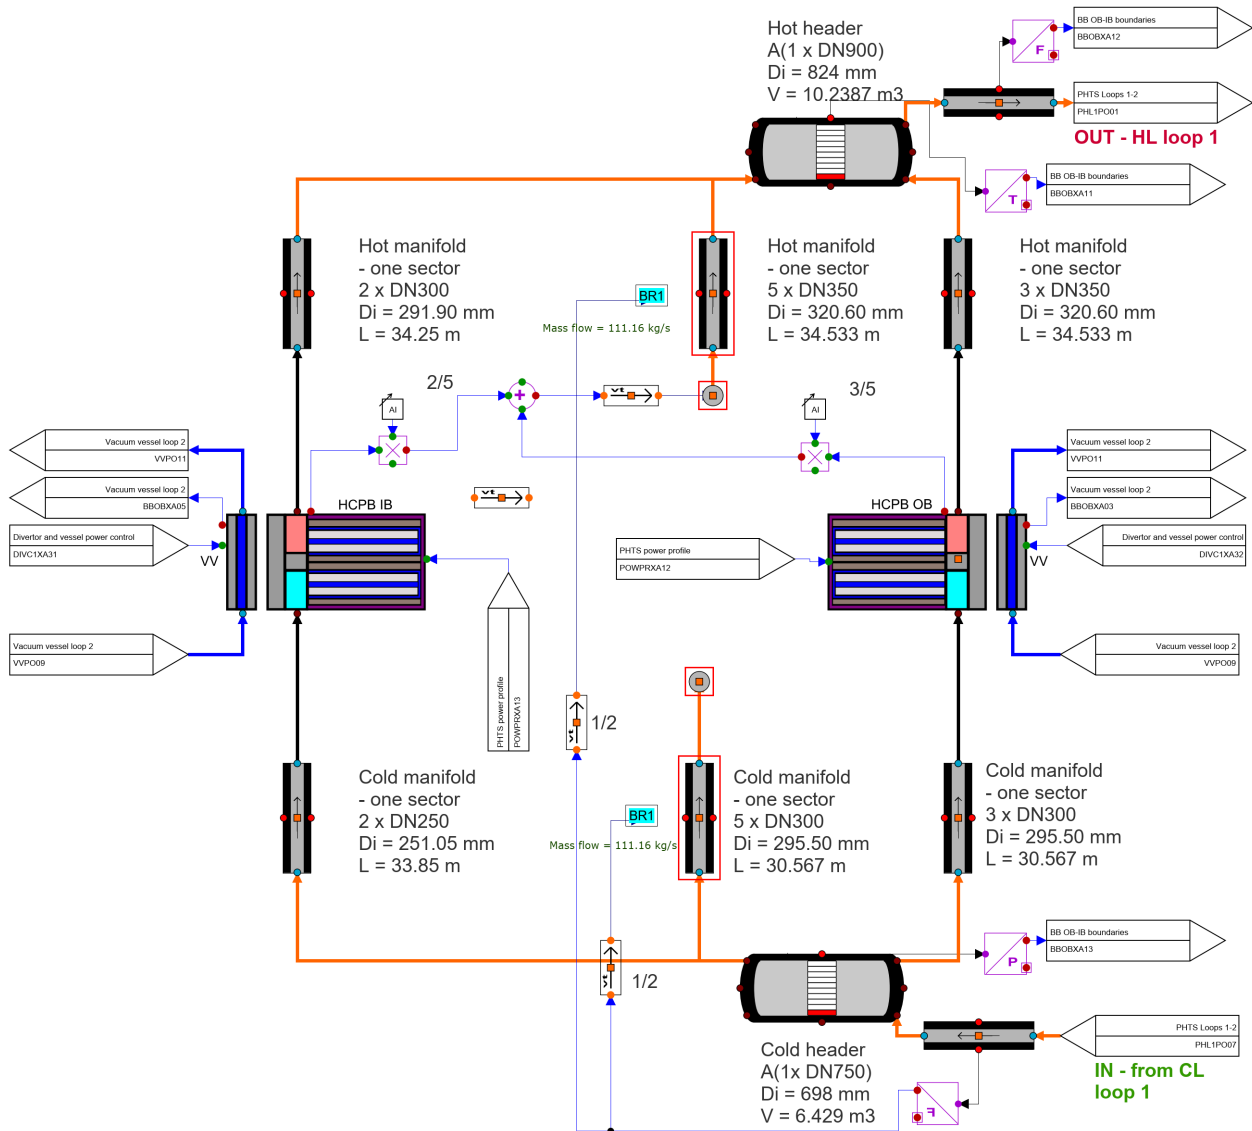 Hot header
A(1 x DN900)
Di = 824 mm
V = 10.2387 m3
F
BB OB-IB boundaries
BBOBXA12
PHTS Loops 1-2
PHL1PO01
OUT - HL loop 1
T
BB OB-IB boundaries
BBOBXA11
Hot manifold
- one sector
2 x DN300
Di = 291.90 mm
L = 34.25 m
BR1
Mass flow = 111.16 kg/s
Hot manifold
- one sector
5 x DN350
Di = 320.60 mm
L = 34.533 m
Hot manifold
- one sector
3 x DN350
Di = 320.60 mm
L = 34.533 m
2/5
3/5
AI
+
vt
AI
Vacuum vessel loop 2
VVPO11
Vacuum vessel loop 2
BBOBXA05
Divertor and vessel power control
DIVC1XA31
VV
Vacuum vessel loop 2
VVPO09
HCPB IB
vt
PHTS power profile
POWPRXA13
PHTS power profile
POWPRXA12
HCPB OB
Vacuum vessel loop 2
VVPO11
Vacuum vessel loop 2
BBOBXA03
Divertor and vessel power control
DIVC1XA32
VV
Vacuum vessel loop 2
VVPO09
vt
1/2
Cold manifold
- one sector
2 x DN250
Di = 251.05 mm
L = 33.85 m
BR1
Mass flow = 111.16 kg/s
Cold manifold
- one sector
5 x DN300
Di = 295.50 mm
L = 30.567 m
Cold manifold
- one sector
3 x DN300
Di = 295.50 mm
L = 30.567 m
vt
1/2
P
BB OB-IB boundaries
BBOBXA13
PHTS Loops 1-2
PHL1PO07
IN - from CL
loop 1
Cold header
A(1x DN750)
Di = 698 mm
V = 6.429 m3
F